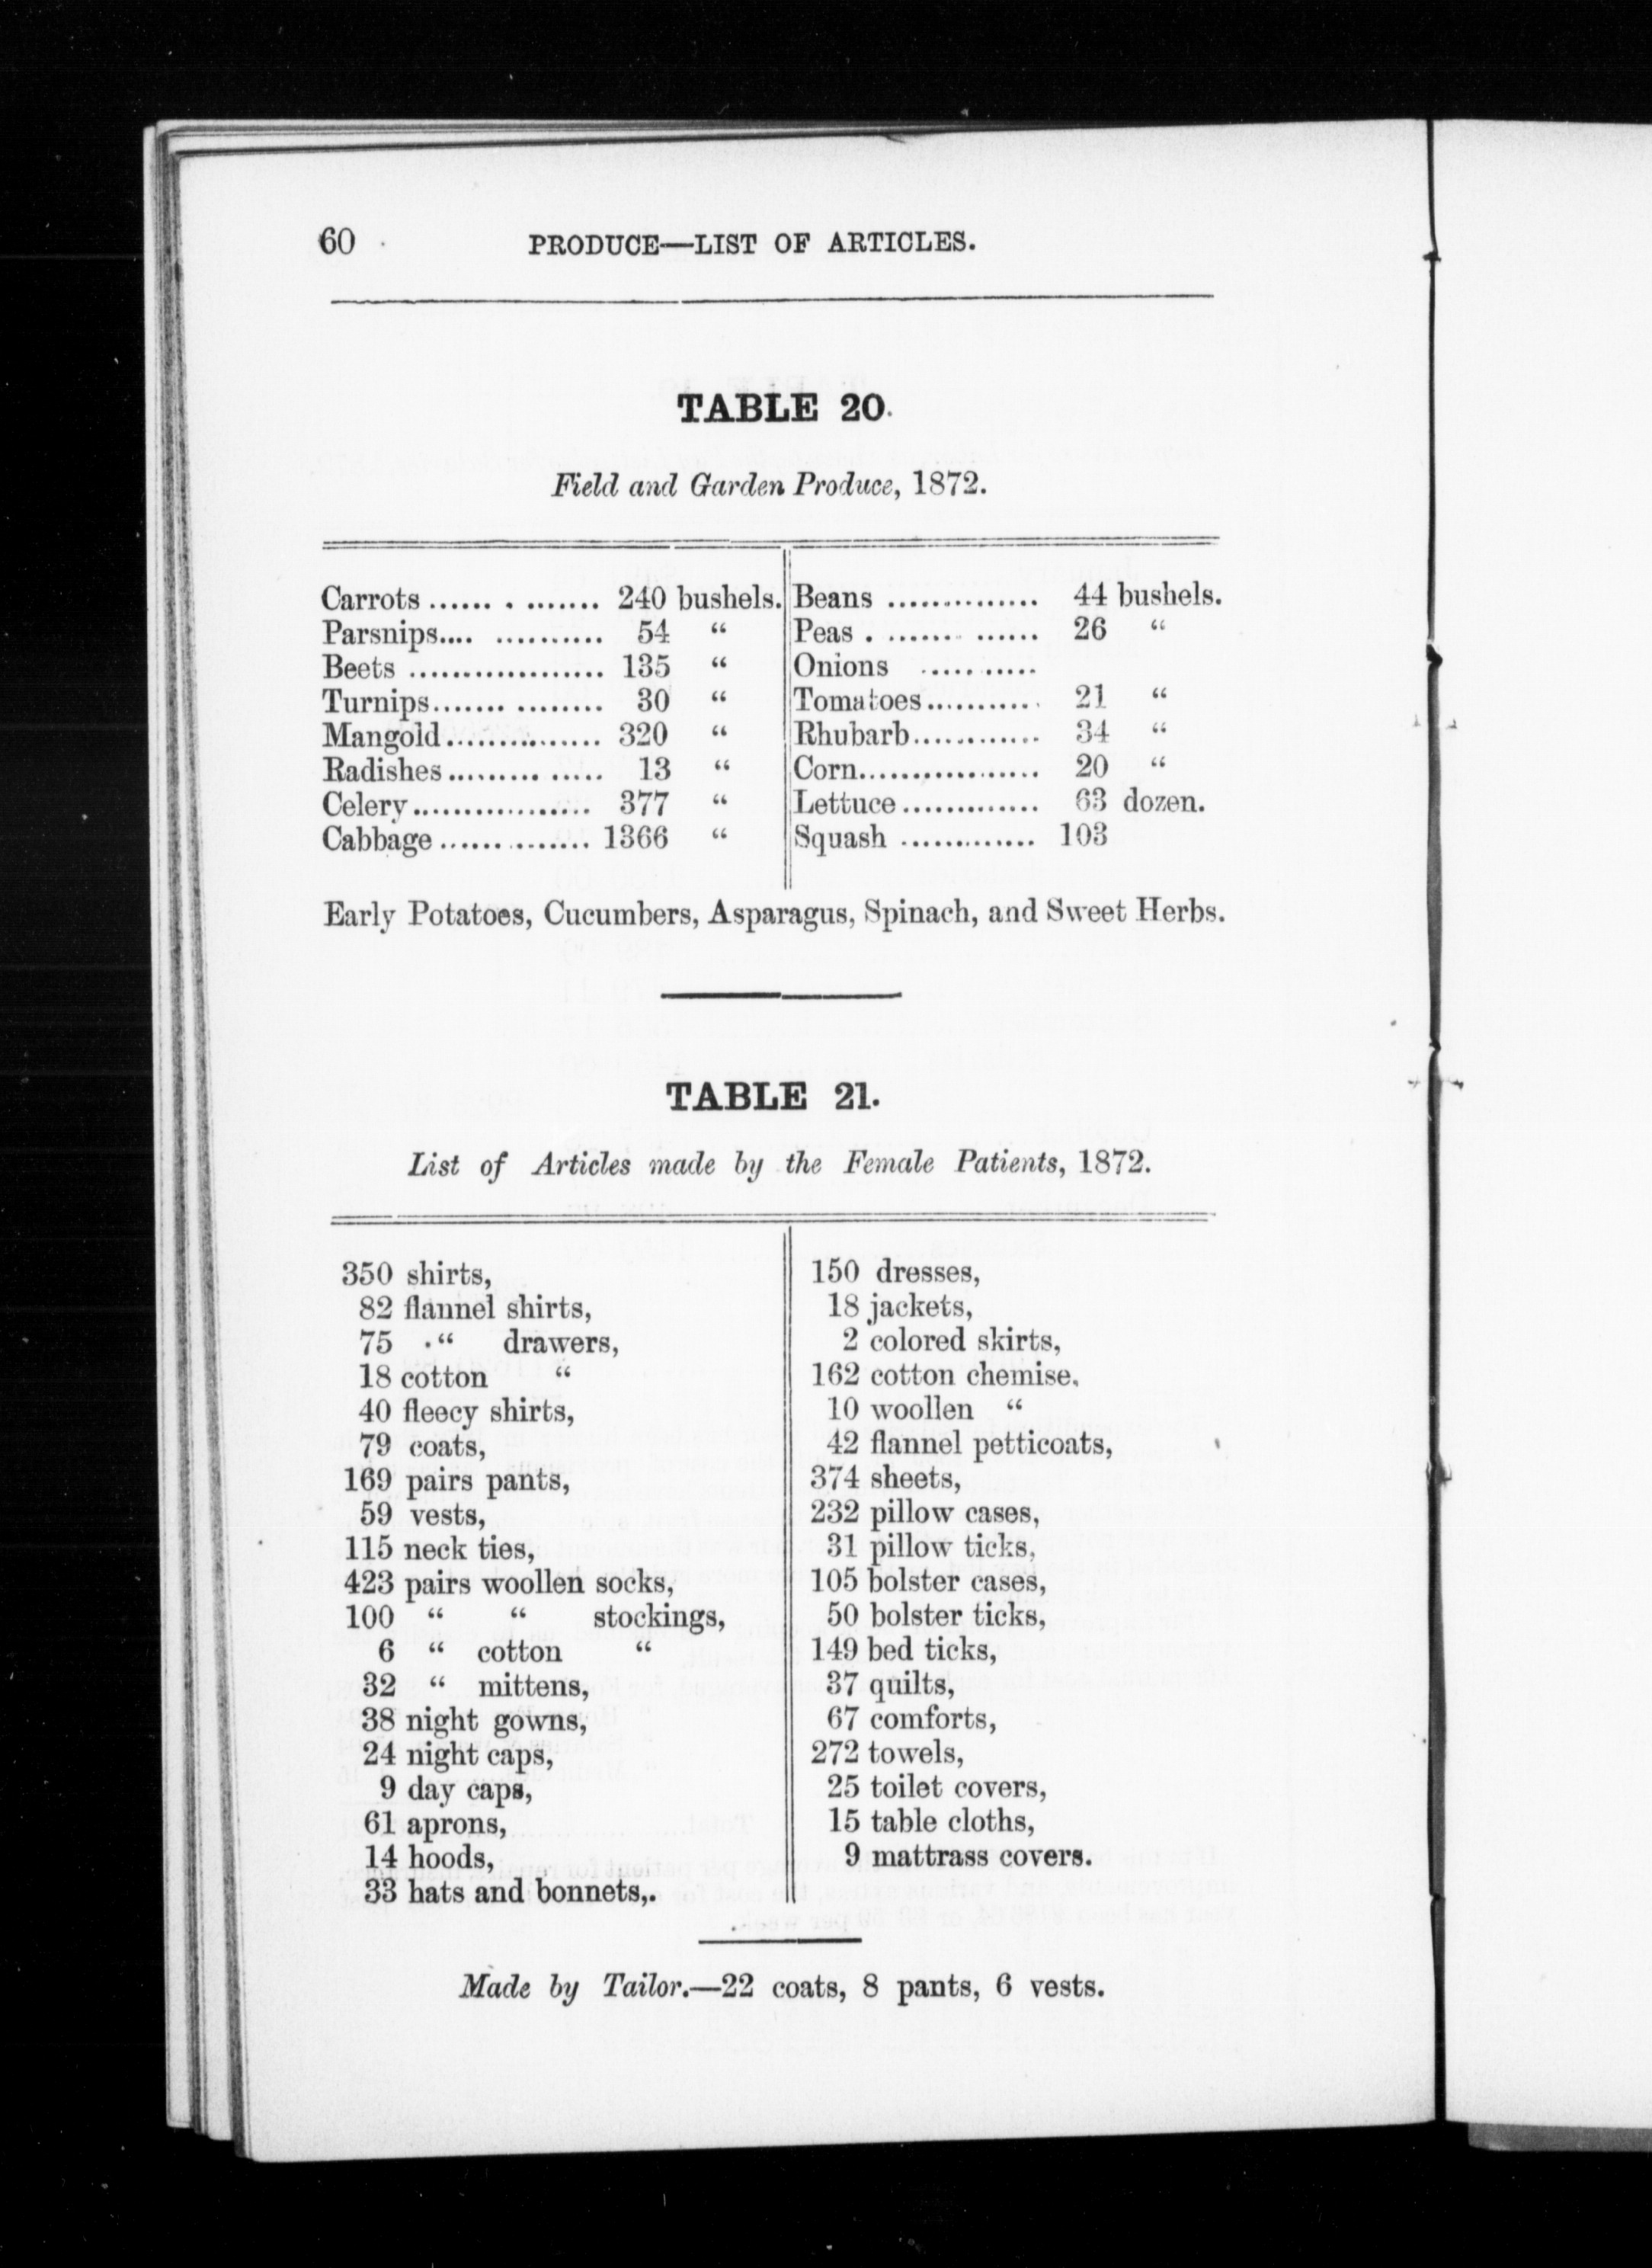 60 PRODUCE—LIST OF ARTICLES.
TABLE 20.
Field and Garden Produce, 1872.
Carrots ...... . ....... 240 bushels.
Parsnips.... .......... 54 “
Beets .................. 135 “
Turnips....... ........ 30 “
Mangold............... 320 “
Radishes......... ..... 13 “
Celery................. 377 “
Cabbage .............. 1366 “
Beans .............. 44 bushels.
Peas . ....... ...... 26 “
Onions ..........
Tomatoes........... 21 “
Rhubarb............ 34 “
Corn................. 20 “
Lettuce ............. 63 dozen.
Squash ............. 103
Early Potatoes, Cucumbers, Asparagus, Spinach, and Sweet Herbs.
TABLE 21.
List of Articles made by the Female Patients, 1872.
350 shirts,
82 flannel shirts,
75 “ drawers,
18 cotton “
40 fleecy shirts,
79 coats,
169 pairs pants,
59 vests,
115 neck ties,
423 pairs woollen socks,
100 “ “ stockings,
6 “ cotton “
32 “ mittens,
38 night gowns,
24 night caps,
9 day caps,
61 aprons,
14 hoods,
33 hats and bonnets,.
150 dresses,
18 jackets,
2 colored skirts,
162 cotton chemise,
10 woollen “
42 flannel petticoats,
374 sheets,
232 pillow cases,
31 pillow ticks,
105 bolster cases,
50 bolster ticks,
149 bed ticks,
37 quilts,
67 comforts,
272 towels,
25 toilet covers,
15 table cloths,
9 mattrass covers.
Made by Tailor.—22 coats, 8 pants, 6 vests.